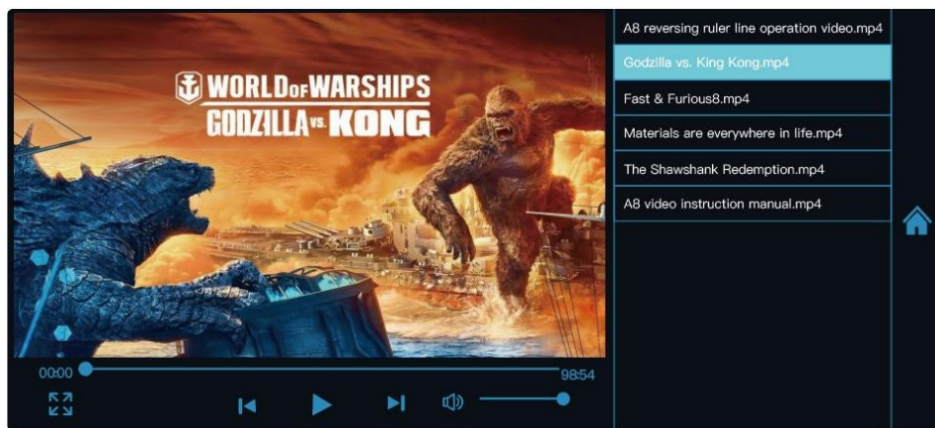 WORLD OF WARSHIPS
GODZILLA VS. KONG
00:00
98:54
A8 reversing ruler line operation video.mp4
Godzilla vs. King Kong.mp4
Fast & Furious8.mp4
Materials are everywhere in life.mp4
The Shawshank Redemption.mp4
A8 video instruction manual.mp4